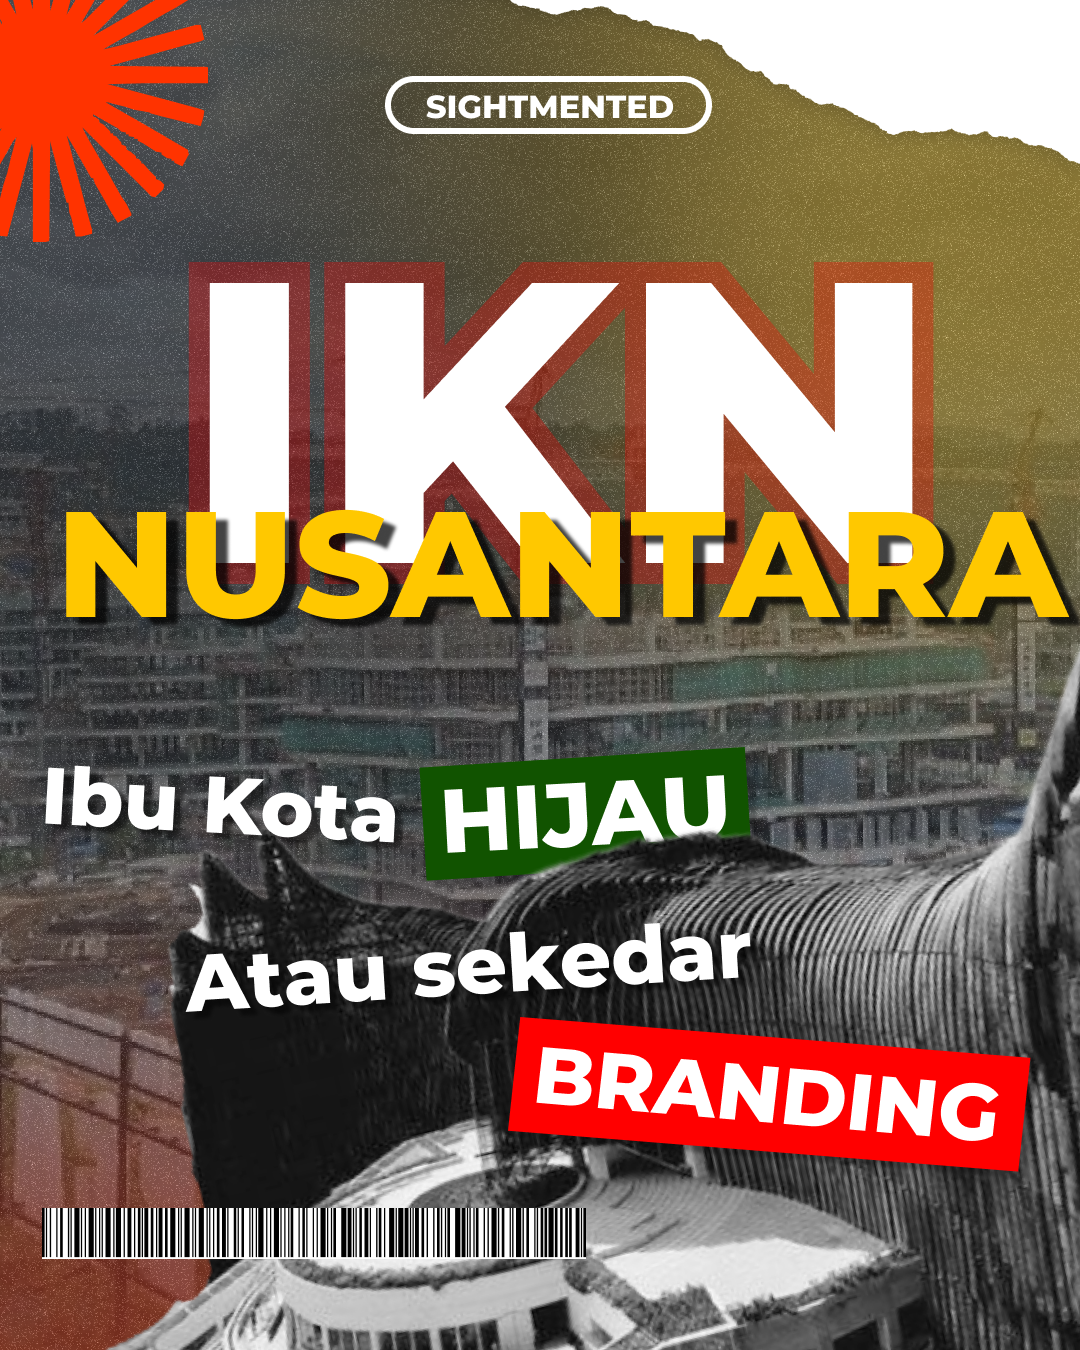 SIGHTMENTED
IKN
NUSANTARA
Ibu Kota HIJAU
Atau sekedar
BRANDING